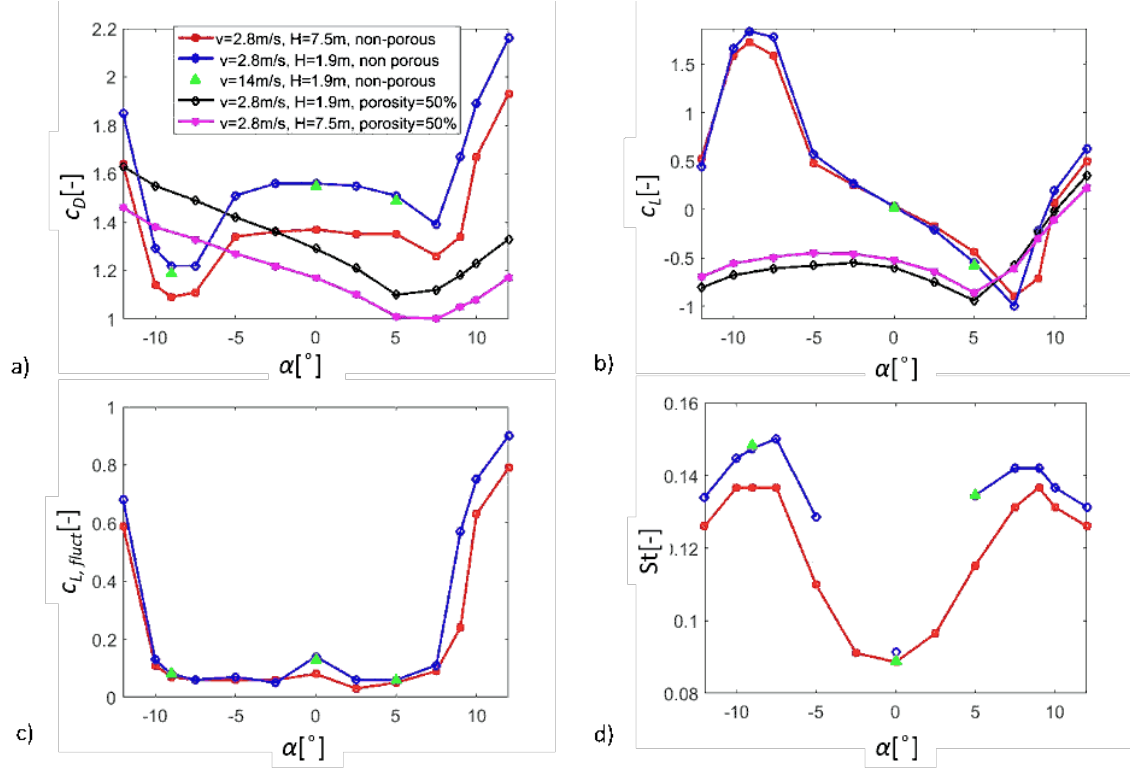 2.2
2
1.8
1.6
1.4
1.2
1
v=2.8m/s, H=7.5m, non-porous
v=2.8m/s, H=1.9m, non porous
v=14m/s, H=1.9m, non-porous
v=2.8m/s, H=1.9m, porosity=50%
v=2.8m/s, H=7.5m, porosity=50%
c_D[-]
-10 -5 0 5 10
a) α[°]
1.5
1
0.5
0
-0.5
-1
c_L[-]
-10 -5 0 5 10
b) α[°]
1
0.8
0.6
0.4
0.2
0
c_L, fluct[-]
-10 -5 0 5 10
c) α[°]
0.16
0.14
0.12
0.1
0.08
St[-]
-10 -5 0 5 10
d) α[°]